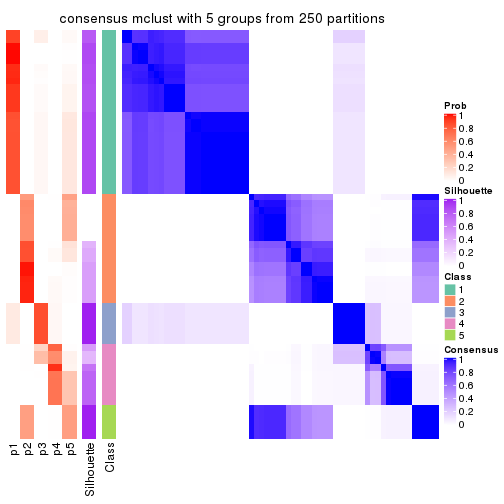 consensus mclust with 5 groups from 250 partitions
Prob
1
0.8
0.6
0.4
0.2
0
Silhouette
1
0.8
0.6
0.4
0.2
0
Class
1
2
3
4
5
Consensus
1
0.8
0.6
0.4
0.2
0
p1
p2
p3
p4
p5
Silhouette
Class